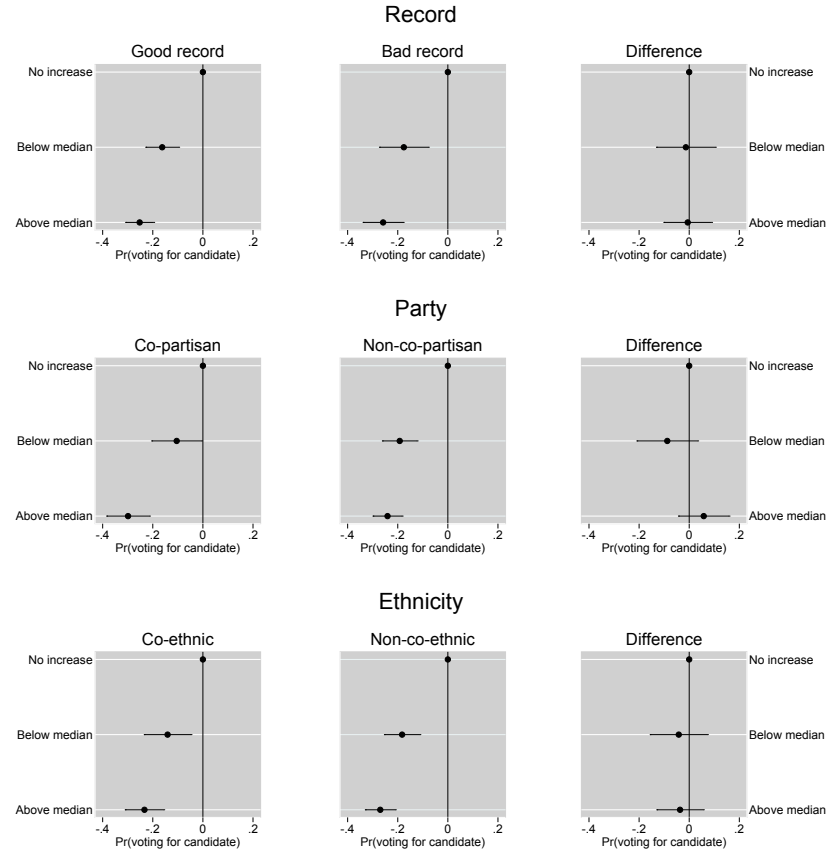 Record
Good record Bad record Difference
No increase No increase
Below median Below median
Above median Above median
-.4 -.2 0 .2 -.4 -.2 0 .2 -.4 -.2 0 .2
Pr(voting for candidate) Pr(voting for candidate) Pr(voting for candidate)
Party
Co-partisan Non-co-partisan Difference
No increase No increase
Below median Below median
Above median Above median
-.4 -.2 0 .2 -.4 -.2 0 .2 -.4 -.2 0 .2
Pr(voting for candidate) Pr(voting for candidate) Pr(voting for candidate)
Ethnicity
Co-ethnic Non-co-ethnic Difference
No increase No increase
Below median Below median
Above median Above median
-.4 -.2 0 .2 -.4 -.2 0 .2 -.4 -.2 0 .2
Pr(voting for candidate) Pr(voting for candidate) Pr(voting for candidate)